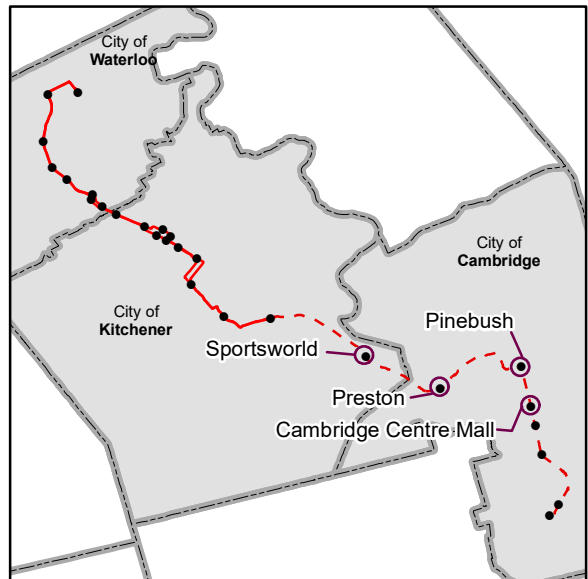 City of
Waterloo
City of
Cambridge
City of
Kitchener
Pinebush
Sportsworld
Preston
Cambridge Centre Mall